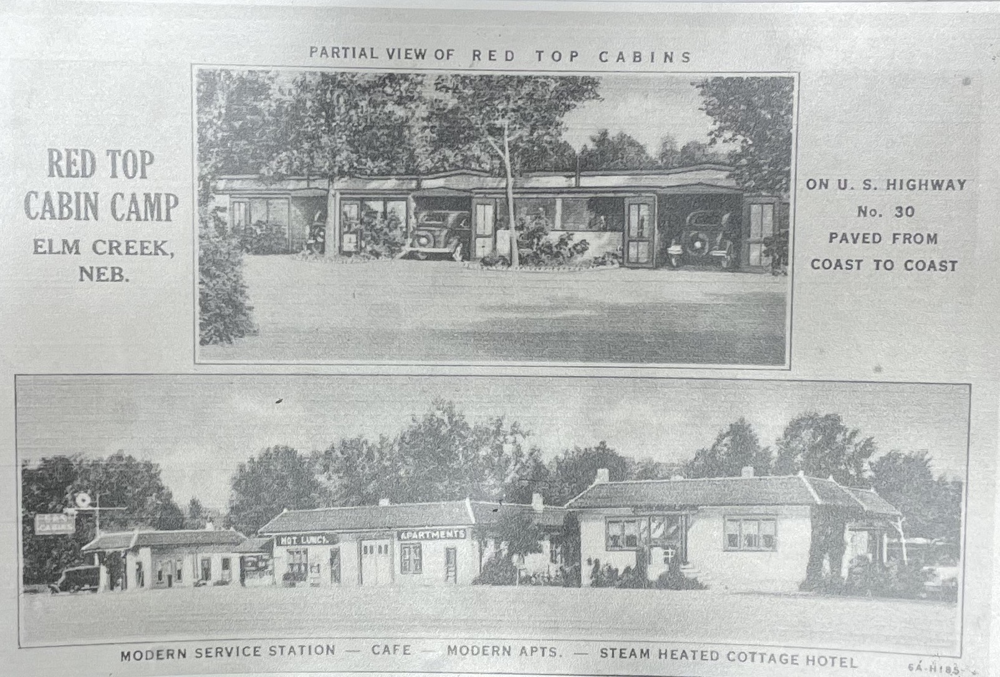 PARTIAL VIEW OF RED TOP CABINS
RED TOP
CABIN CAMP
ELM CREEK,
NEB.
ON U. S. HIGHWAY
No. 30
PAVED FROM
COAST TO COAST
CABINS
HOT LUNCH
APARTMENTS
MODERN SERVICE STATION — CAFE — MODERN APTS. — STEAM HEATED COTTAGE HOTEL
6A-H185